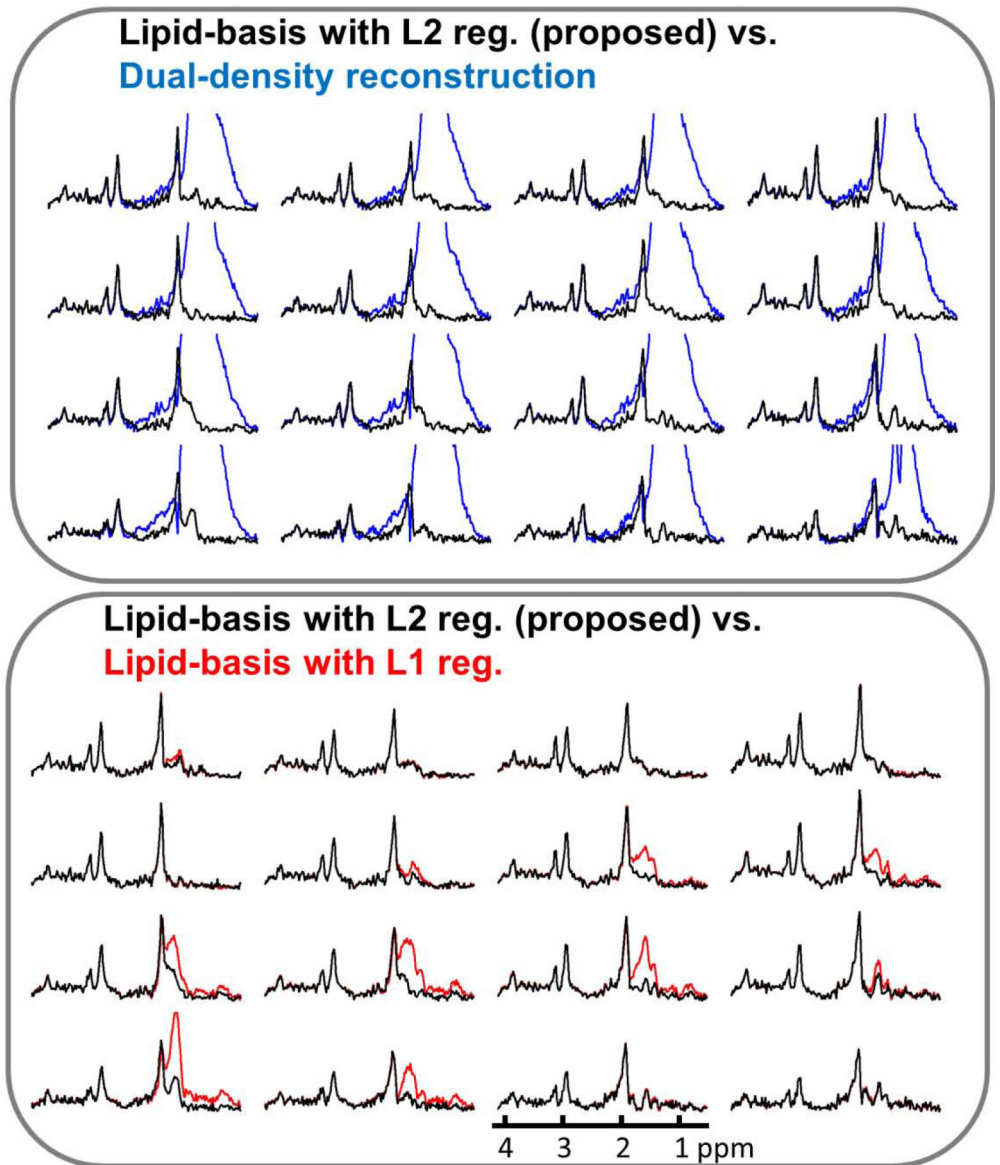 Lipid-basis with L2 reg. (proposed) vs.
Dual-density reconstruction
Lipid-basis with L2 reg. (proposed) vs.
Lipid-basis with L1 reg.
4 3 2 1 ppm